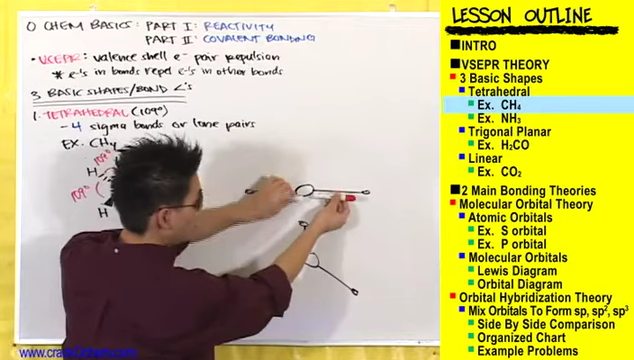 O CHEM BASICS: PART I: REACTIVITY
PART II: COVALENT BONDING
• VSEPR: valence shell e- pair repulsion
* e-'s in bonds repel e-'s in other bonds
3 BASIC SHAPES/BOND ∠'s
1. TETRAHEDRAL (109°)
- 4 sigma bonds or lone pairs
EX. CH4
109°
H
109°
H
LESSON OUTLINE
INTRO
VSEPR THEORY
3 Basic Shapes
Tetrahedral
Ex. CH4
Ex. NH3
Trigonal Planar
Ex. H2CO
Linear
Ex. CO2
2 Main Bonding Theories
Molecular Orbital Theory
Atomic Orbitals
Ex. S orbital
Ex. P orbital
Molecular Orbitals
Lewis Diagram
Orbital Diagram
Orbital Hybridization Theory
Mix Orbitals To Form sp, sp2, sp3
Side By Side Comparison
Organized Chart
Example Problems